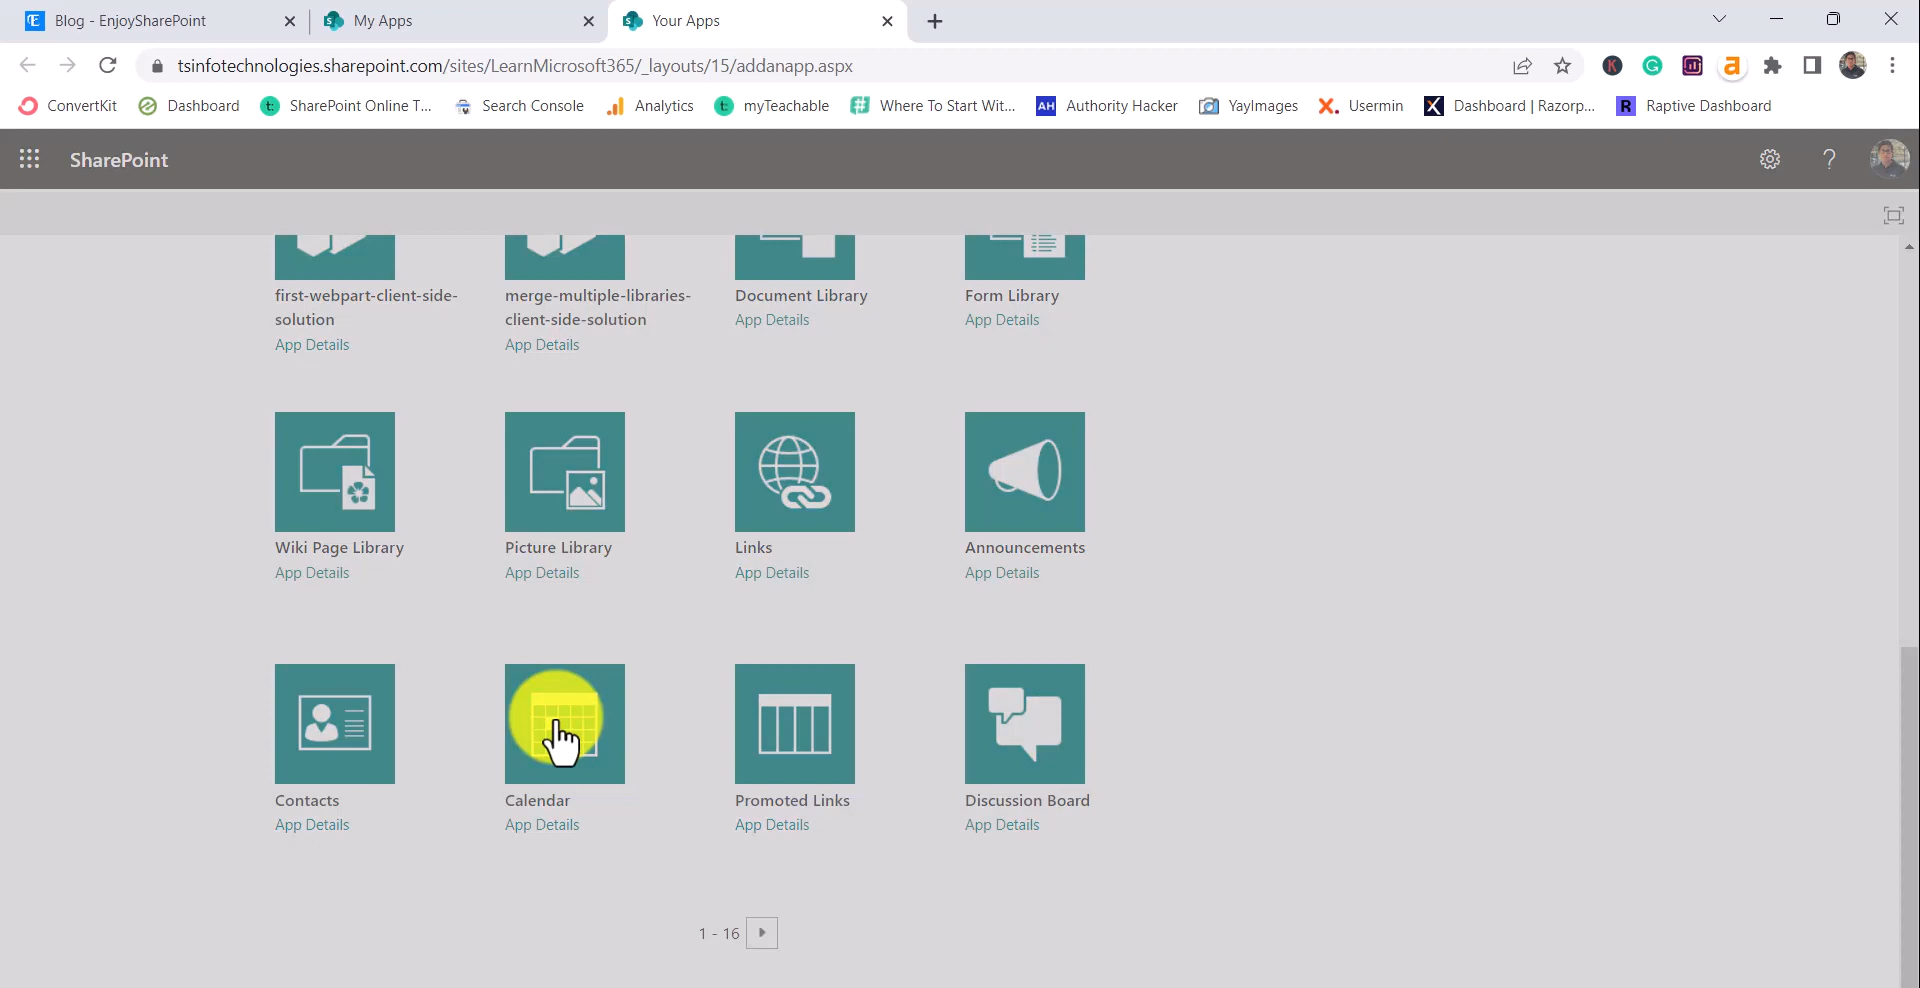 Blog - EnjoySharePoint
My Apps
Your Apps
tsinfotechnologies.sharepoint.com/sites/LearnMicrosoft365/_layouts/15/addanapp.aspx
ConvertKit
Dashboard
SharePoint Online T...
Search Console
Analytics
myTeachable
Where To Start Wit...
AH Authority Hacker
YayImages
Usermin
Dashboard | Razorp...
R Raptive Dashboard
SharePoint
first-webpart-client-side-
solution
App Details
merge-multiple-libraries-
client-side-solution
App Details
Document Library
App Details
Form Library
App Details
Wiki Page Library
App Details
Picture Library
App Details
Links
App Details
Announcements
App Details
Contacts
App Details
Calendar
App Details
Promoted Links
App Details
Discussion Board
App Details
1 - 16